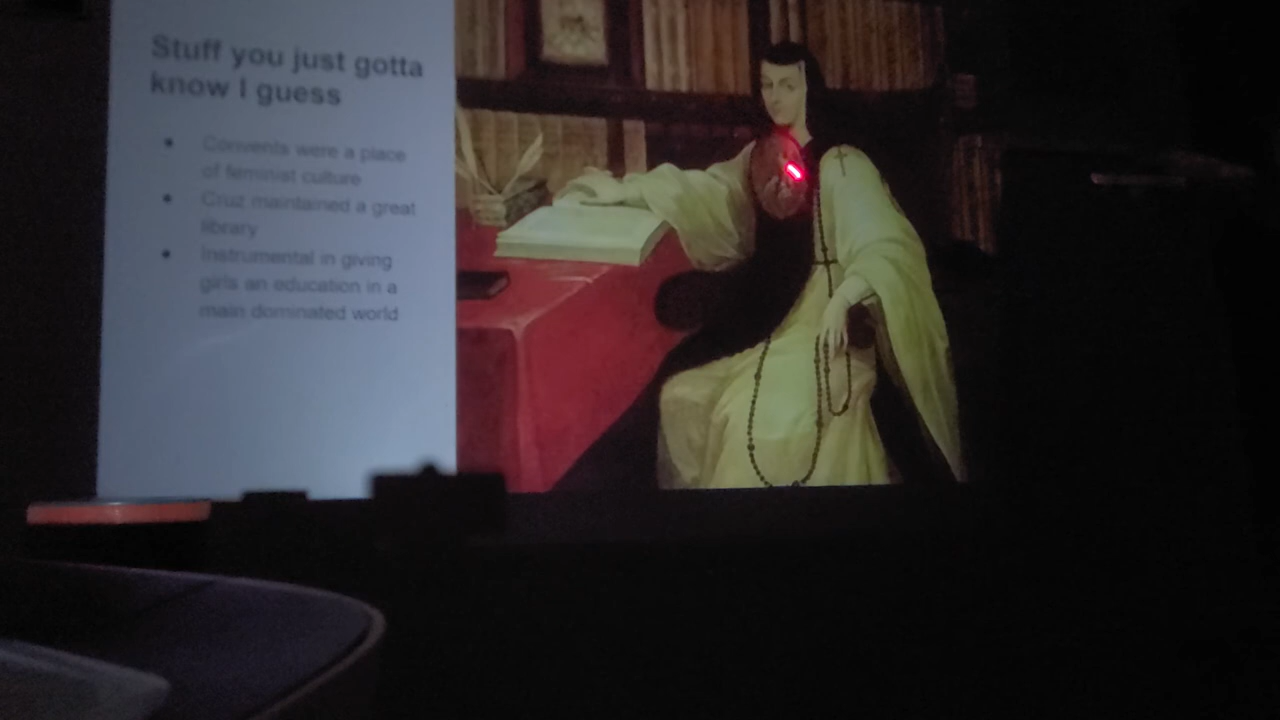 Stuff you just gotta
know I guess
• Convents were a place
of feminist culture
• Cruz maintained a great
library
• Instrumental in giving
girls an education in a
main dominated world